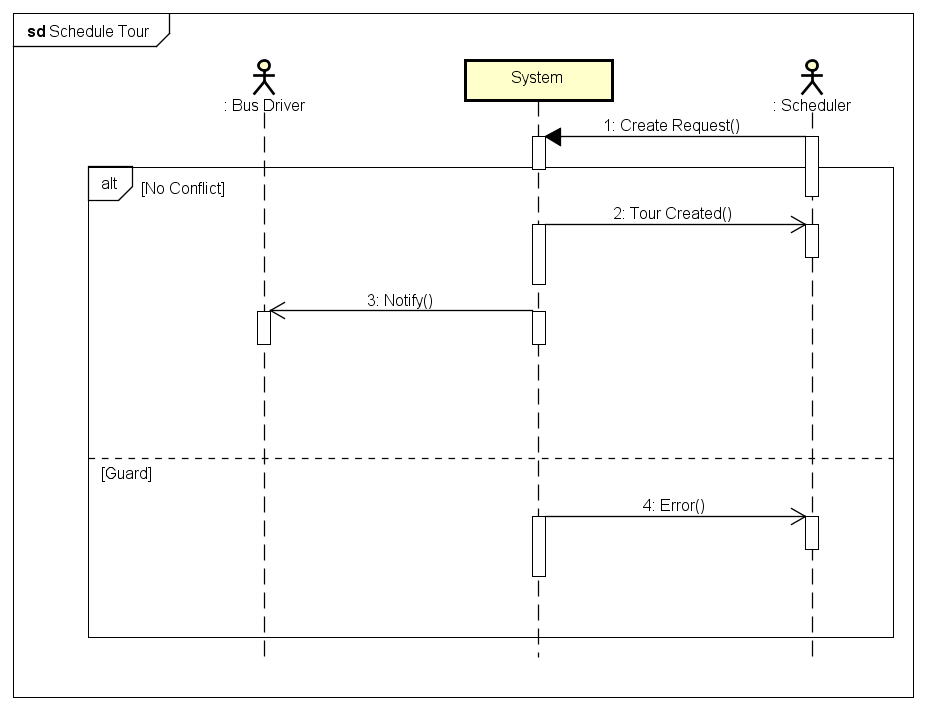 sd Schedule Tour
System
: Bus Driver
: Scheduler
1: Create Request()
alt
[No Conflict]
2: Tour Created()
3: Notify()
[Guard]
4: Error()